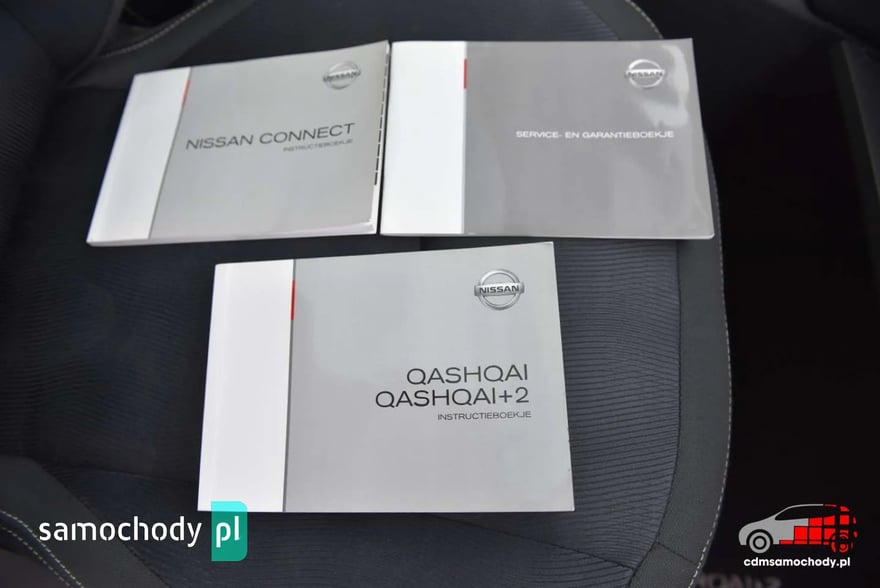 NISSAN
NISSAN CONNECT
INSTRUCTIEBOEKJE
NISSAN
SERVICE- EN GARANTIEBOEKJE
NISSAN
QASHQAI
QASHQAI+2
INSTRUCTIEBOEKJE
samochody pl
cdmsamochody.pl